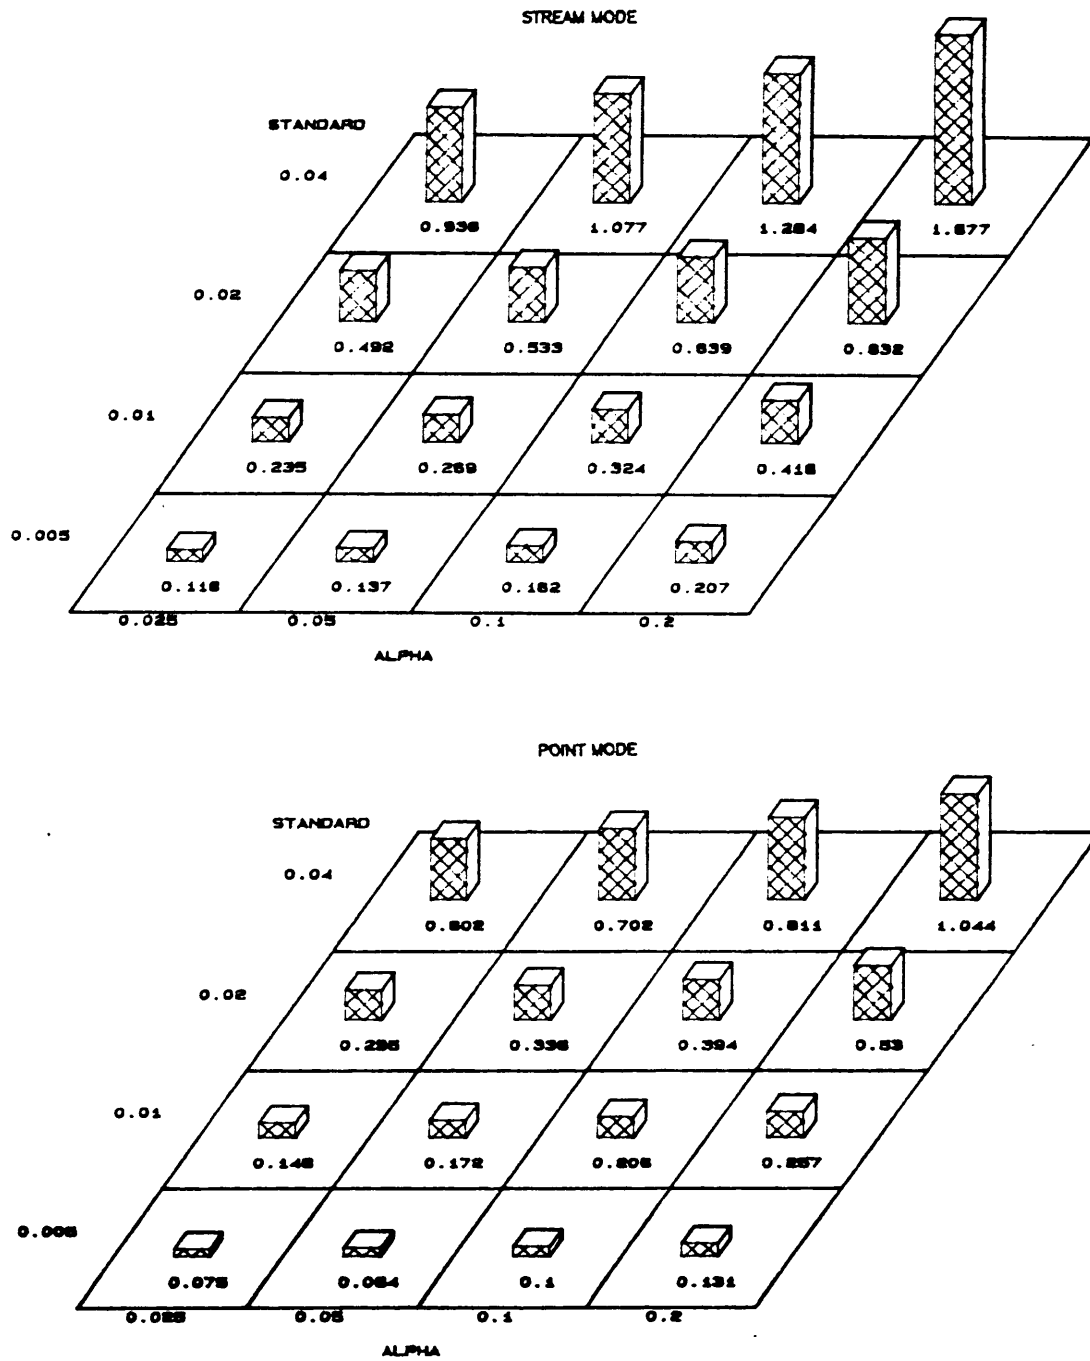 STREAM MODE
STANDARD
0.04
0.936 1.077 1.264 1.677
0.02
0.492 0.533 0.639 0.832
0.01
0.235 0.269 0.324 0.416
0.005
0.116 0.137 0.162 0.207
0.025 0.05 0.1 0.2
ALPHA
POINT MODE
STANDARD
0.04
0.602 0.702 0.811 1.044
0.02
0.295 0.336 0.394 0.53
0.01
0.146 0.172 0.206 0.257
0.005
0.075 0.084 0.1 0.131
0.025 0.05 0.1 0.2
ALPHA